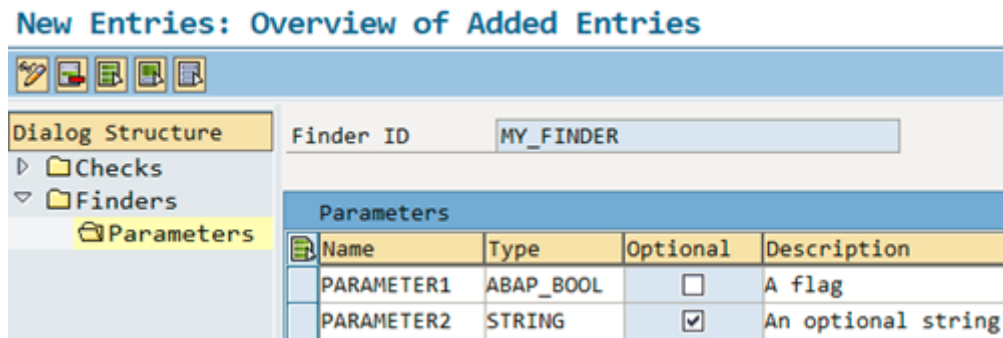 New Entries: Overview of Added Entries
Dialog Structure
Checks
Finders
Parameters
Finder ID MY_FINDER
Parameters
Name Type Optional Description
PARAMETER1 ABAP_BOOL A flag
PARAMETER2 STRING An optional string